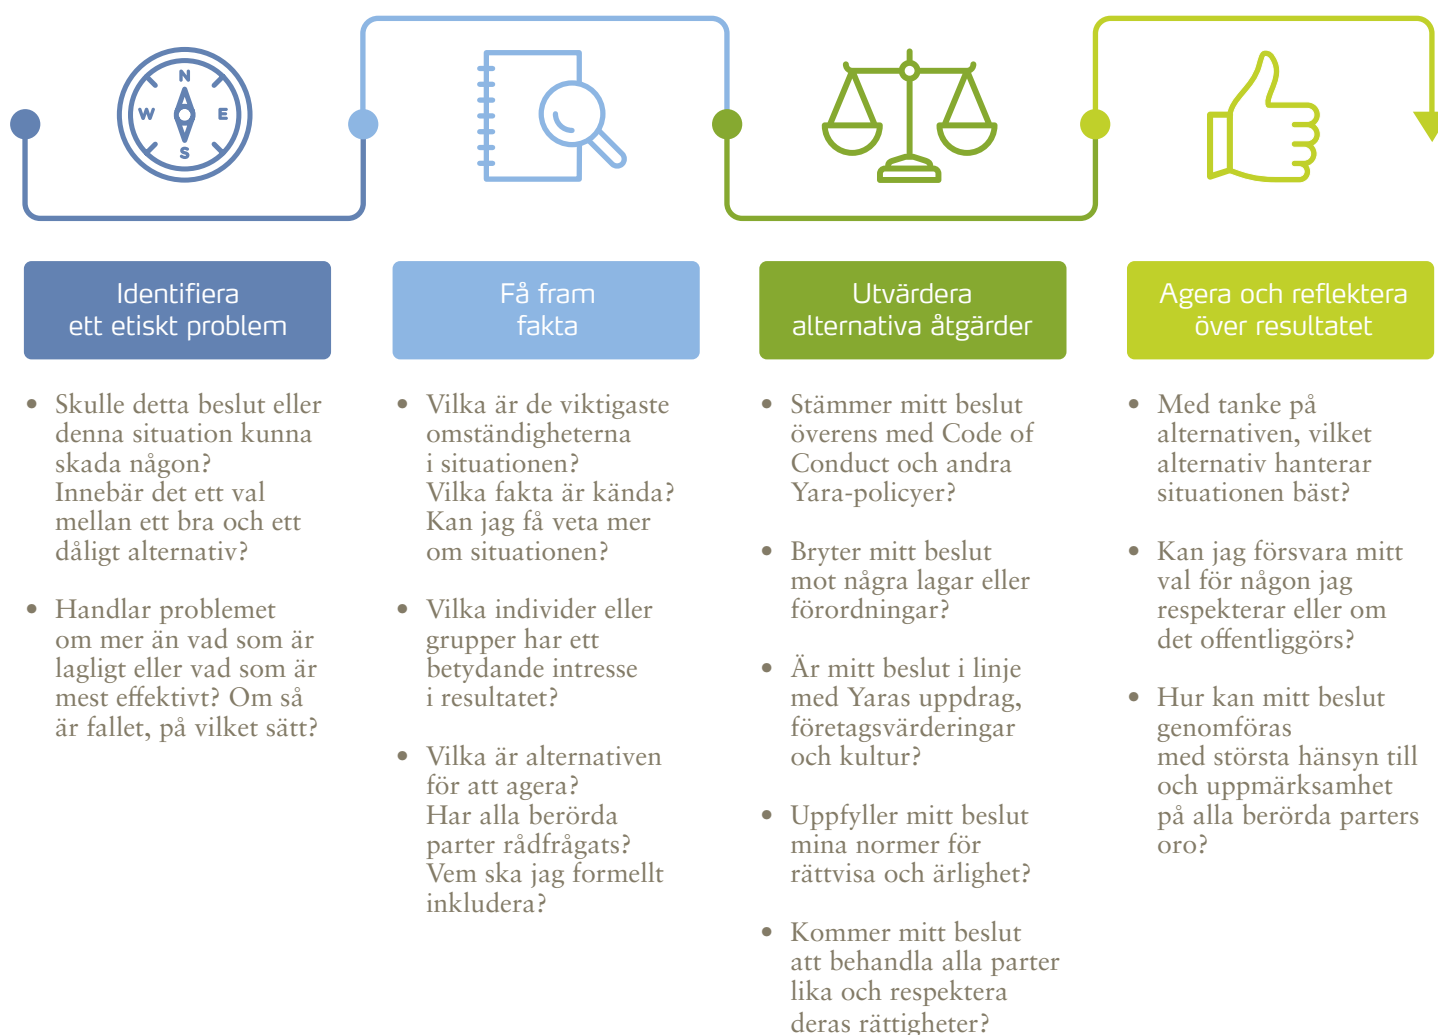 N
W
E
S
Identifiera
ett etiskt problem
• Skulle detta beslut eller
denna situation kunna
skada någon?
Innebär det ett val
mellan ett bra och ett
dåligt alternativ?
• Handlar problemet
om mer än vad som är
lagligt eller vad som är
mest effektivt? Om så
är fallet, på vilket sätt?
Få fram
fakta
• Vilka är de viktigaste
omständigheterna
i situationen?
Vilka fakta är kända?
Kan jag få veta mer
om situationen?
• Vilka individer eller
grupper har ett
betydande intresse
i resultatet?
• Vilka är alternativen
för att agera?
Har alla berörda
parter rådfrågats?
Vem ska jag formellt
inkludera?
Utvärdera
alternativa åtgärder
• Stämmer mitt beslut
överens med Code of
Conduct och andra
Yara-policyer?
• Bryter mitt beslut
mot några lagar eller
förordningar?
• Är mitt beslut i linje
med Yaras uppdrag,
företagsvärderingar
och kultur?
• Uppfyller mitt beslut
mina normer för
rättvisa och ärlighet?
• Kommer mitt beslut
att behandla alla parter
lika och respektera
deras rättigheter?
Agera och reflektera
över resultatet
• Med tanke på
alternativen, vilket
alternativ hanterar
situationen bäst?
• Kan jag försvara mitt
val för någon jag
respekterar eller om
det offentliggörs?
• Hur kan mitt beslut
genomföras
med största hänsyn till
och uppmärksamhet
på alla berörda parters
oro?